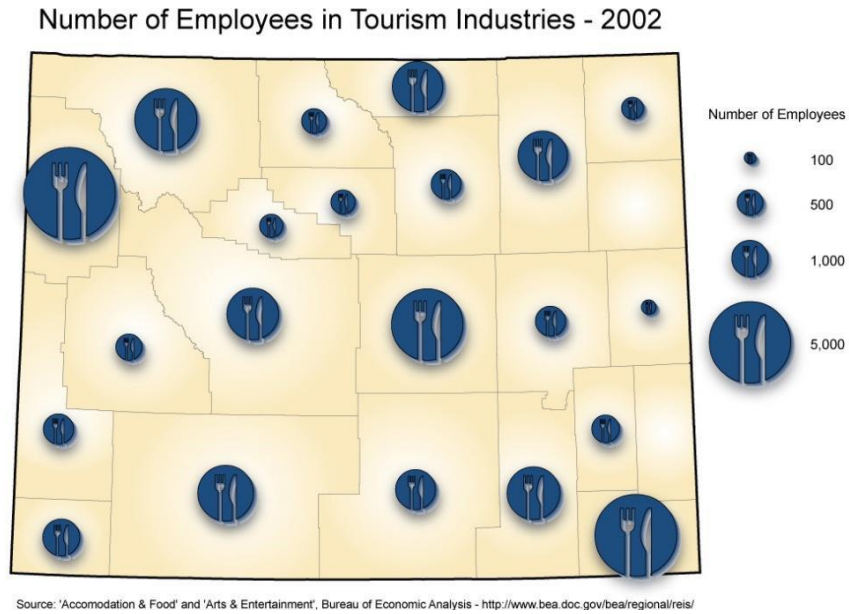 Number of Employees in Tourism Industries - 2002
Number of Employees
100
500
1,000
5,000
Source: 'Accomodation & Food' and 'Arts & Entertainment', Bureau of Economic Analysis - http://www.bea.doc.gov/bea/regional/reis/